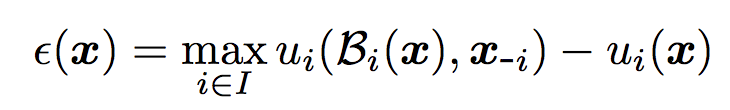 ϵ(𝒙) = max_{i∈I} u_i(ℬ_i(𝒙), 𝒙_{-i}) − u_i(𝒙)